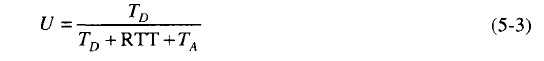 U = T_D / (T_D + RTT + T_A) (5-3)